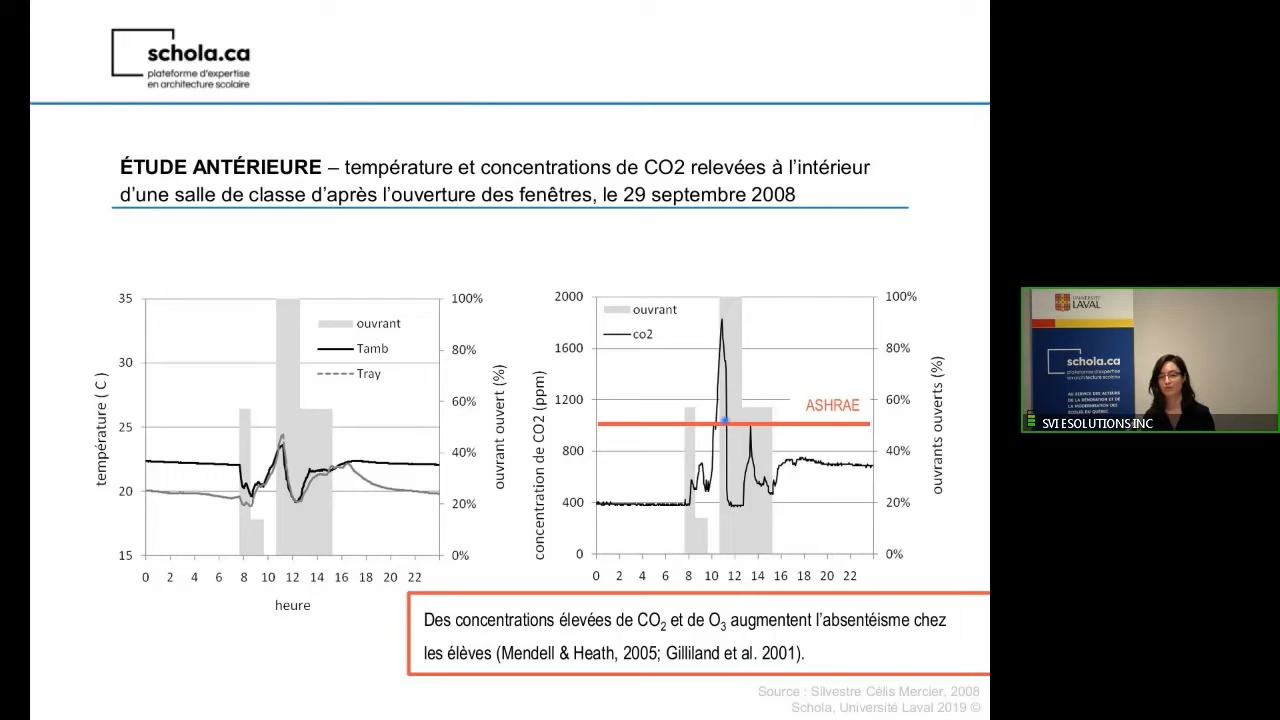 schola.ca
plateforme d'expertise
en architecture scolaire
ÉTUDE ANTÉRIEURE – température et concentrations de CO2 relevées à l'intérieur
d'une salle de classe d'après l'ouverture des fenêtres, le 29 septembre 2008
35
30
25
20
15
température ( C )
100%
80%
60%
40%
20%
0%
ouvrant ouvert (%)
ouvrant
Tamb
Tray
0 2 4 6 8 10 12 14 16 18 20 22
heure
2000
1600
1200
800
400
0
concentration de CO2 (ppm)
100%
80%
60%
40%
20%
0%
ouvrants ouverts (%)
ouvrant
co2
ASHRAE
0 2 4 6 8 10 12 14 16 18 20 22
Des concentrations élevées de CO2 et de O3 augmentent l'absentéisme chez
les élèves (Mendell & Heath, 2005; Gilliland et al. 2001).
Source : Silvestre Célis Mercier, 2008
Schola, Université Laval 2019 ©
UNIVERSITÉ
LAVAL
schola.ca
plateforme d'expertise
en architecture scolaire
AU SERVICE DES ACTEURS
DE LA RÉNOVATION ET DE
LA MODERNISATION DES
ÉCOLES DU QUÉBEC
SVI ESOLUTIONS INC